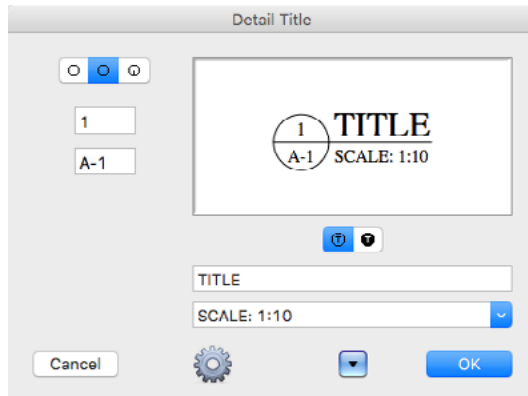 Detail Title
1
A-1
1
A-1
TITLE
SCALE: 1:10
T T
TITLE
SCALE: 1:10
Cancel
OK